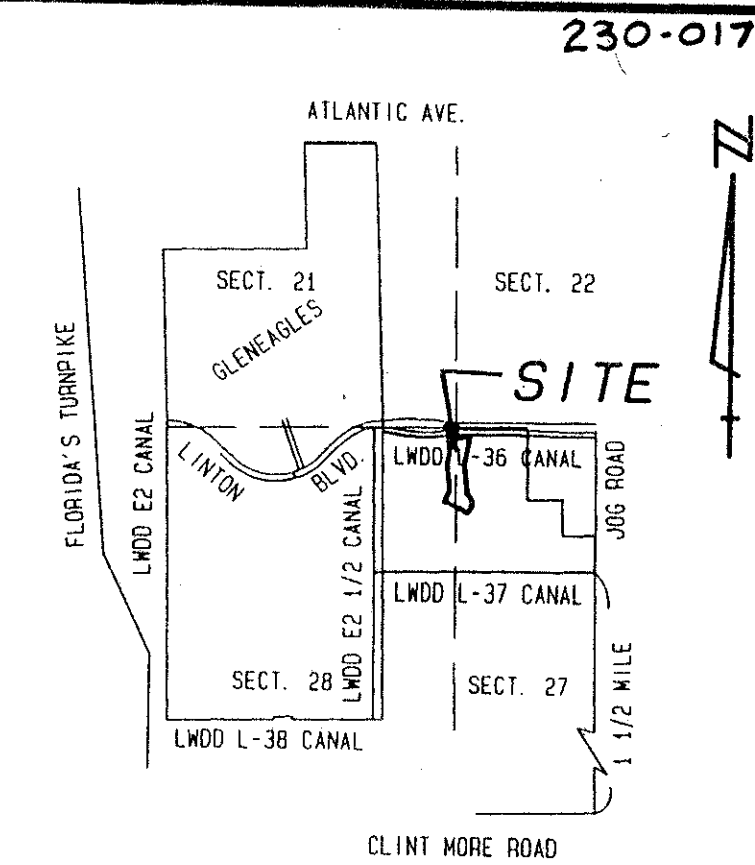 230-017
ATLANTIC AVE.
N
SECT. 21
SECT. 22
GLENEAGLES
FLORIDA'S TURNPIKE
SITE
LWDD E2 CANAL
LINTON BLVD.
LWDD L-36 CANAL
JOG ROAD
LWDD E2 1/2 CANAL
LWDD L-37 CANAL
SECT. 28
SECT. 27
1 1/2 MILE
LWDD L-38 CANAL
CLINT MORE ROAD